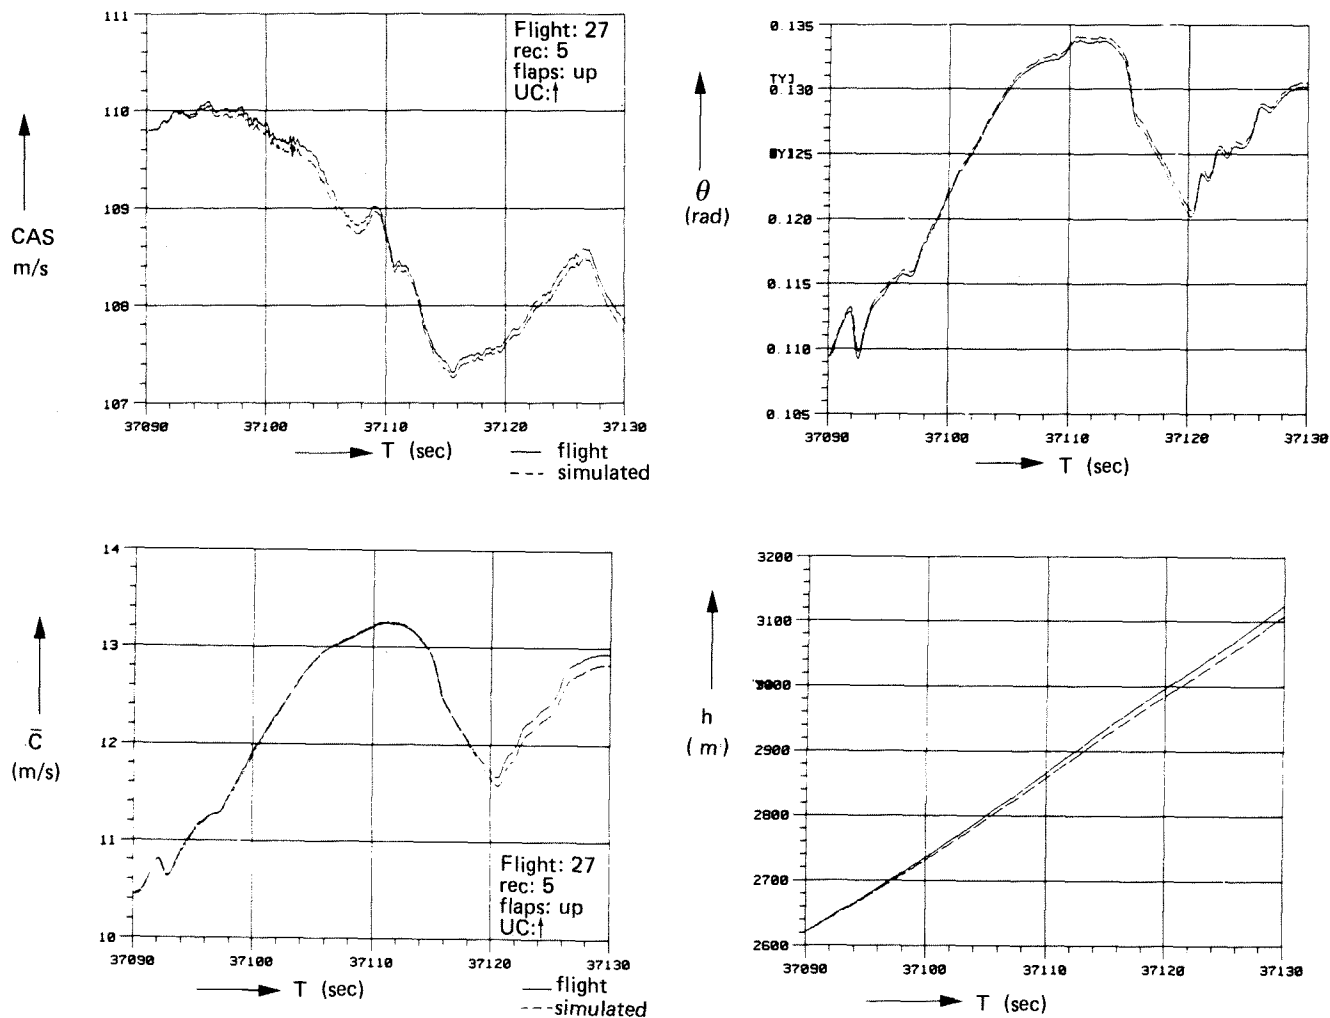 111
110
109
108
107
CAS
m/s
Flight: 27
rec: 5
flaps: up
UC:↑
37090 37100 37110 37120 37130
T (sec)
flight
simulated
0.135
TY]
0.130
0.120
0.115
0.110
0.105
θ
(rad)
37090 37100 37110 37120 37130
T (sec)
14
13
12
11
10
C̄
(m/s)
Flight: 27
rec: 5
flaps: up
UC:↑
37090 37100 37110 37120 37130
T (sec)
flight
simulated
3200
3100
2900
2800
2700
2600
h
(m)
37090 37100 37110 37120 37130
T (sec)